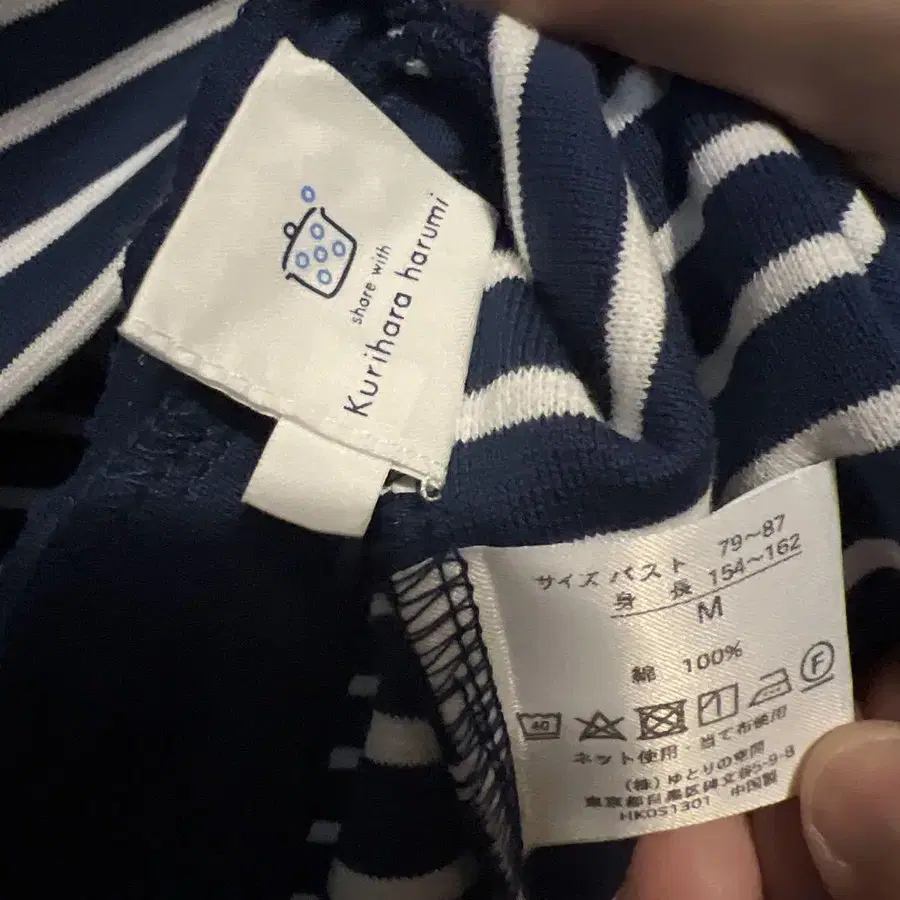 share with
Kurihara harumi
サイズ バスト 79~87
身 長 154~162
M
綿 100%
40
F
ネット使用・当て布使用
(株) ゆとりの空間
東京都目黒区碑文谷5-9-8
HK0S1301 中国製